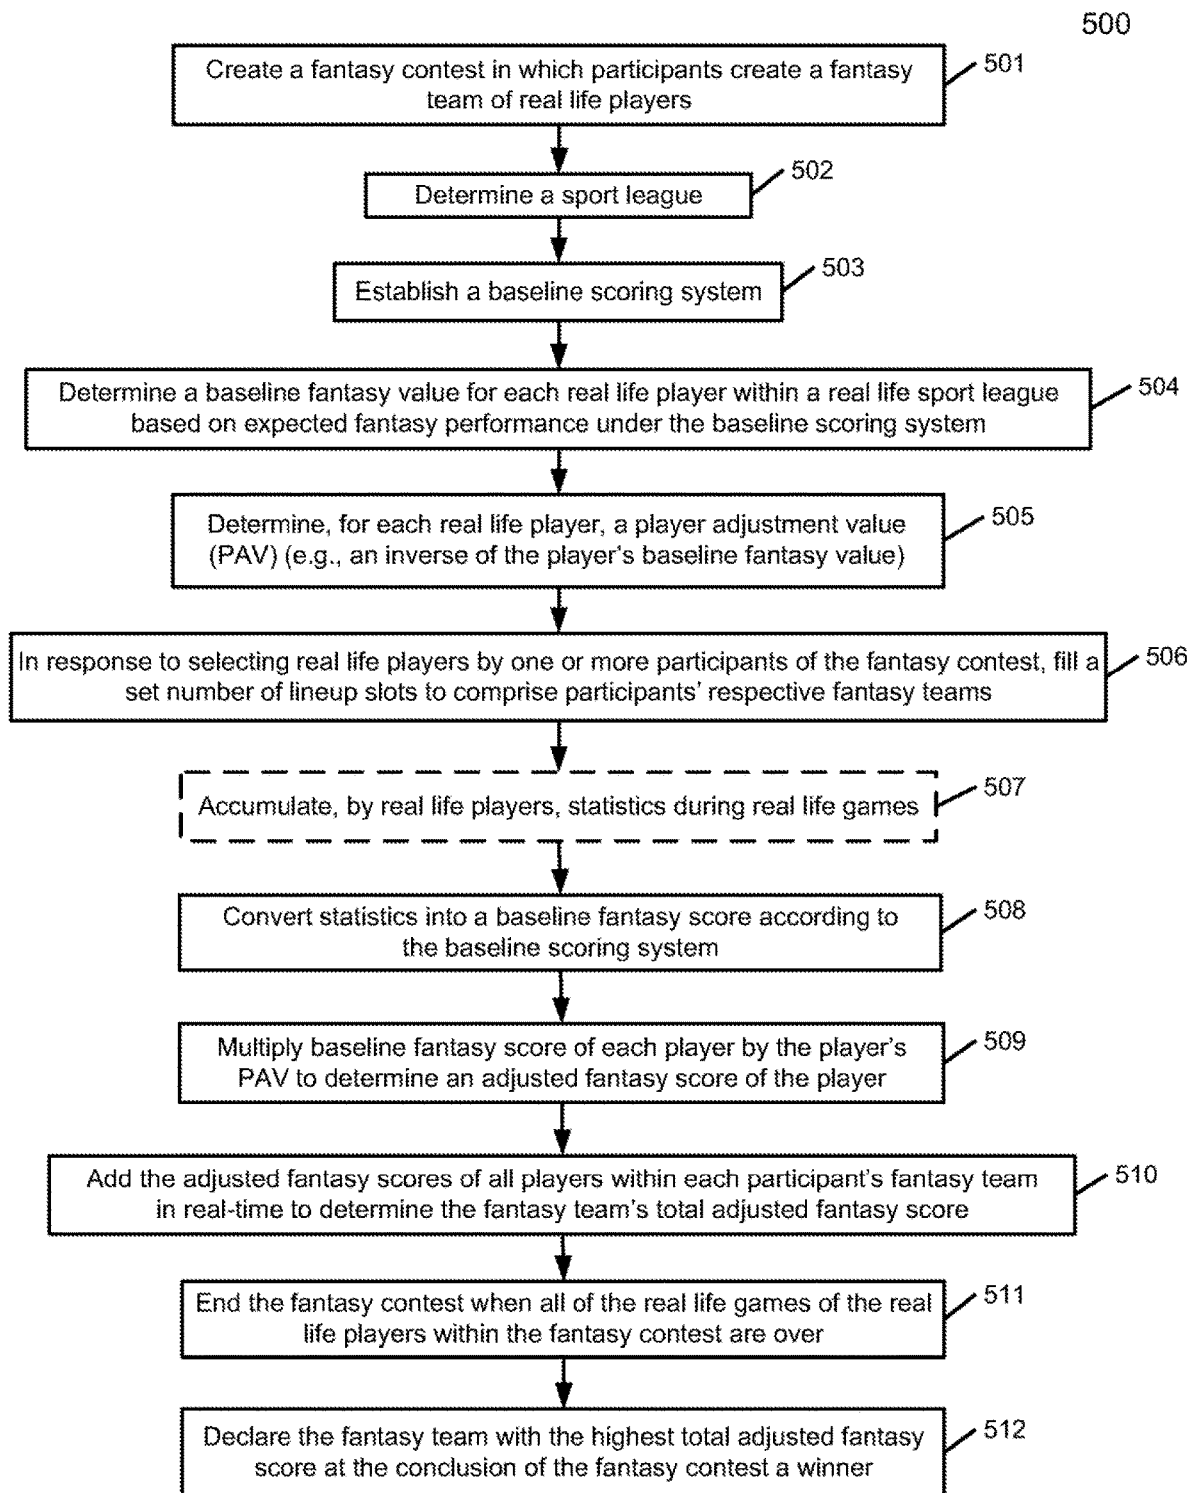 500
Create a fantasy contest in which participants create a fantasy
team of real life players
501
Determine a sport league
502
Establish a baseline scoring system
503
Determine a baseline fantasy value for each real life player within a real life sport league
based on expected fantasy performance under the baseline scoring system
504
Determine, for each real life player, a player adjustment value
(PAV) (e.g., an inverse of the player's baseline fantasy value)
505
In response to selecting real life players by one or more participants of the fantasy contest, fill a
set number of lineup slots to comprise participants' respective fantasy teams
506
Accumulate, by real life players, statistics during real life games
507
Convert statistics into a baseline fantasy score according to
the baseline scoring system
508
Multiply baseline fantasy score of each player by the player's
PAV to determine an adjusted fantasy score of the player
509
Add the adjusted fantasy scores of all players within each participant's fantasy team
in real-time to determine the fantasy team's total adjusted fantasy score
510
End the fantasy contest when all of the real life games of the real
life players within the fantasy contest are over
511
Declare the fantasy team with the highest total adjusted fantasy
score at the conclusion of the fantasy contest a winner
512